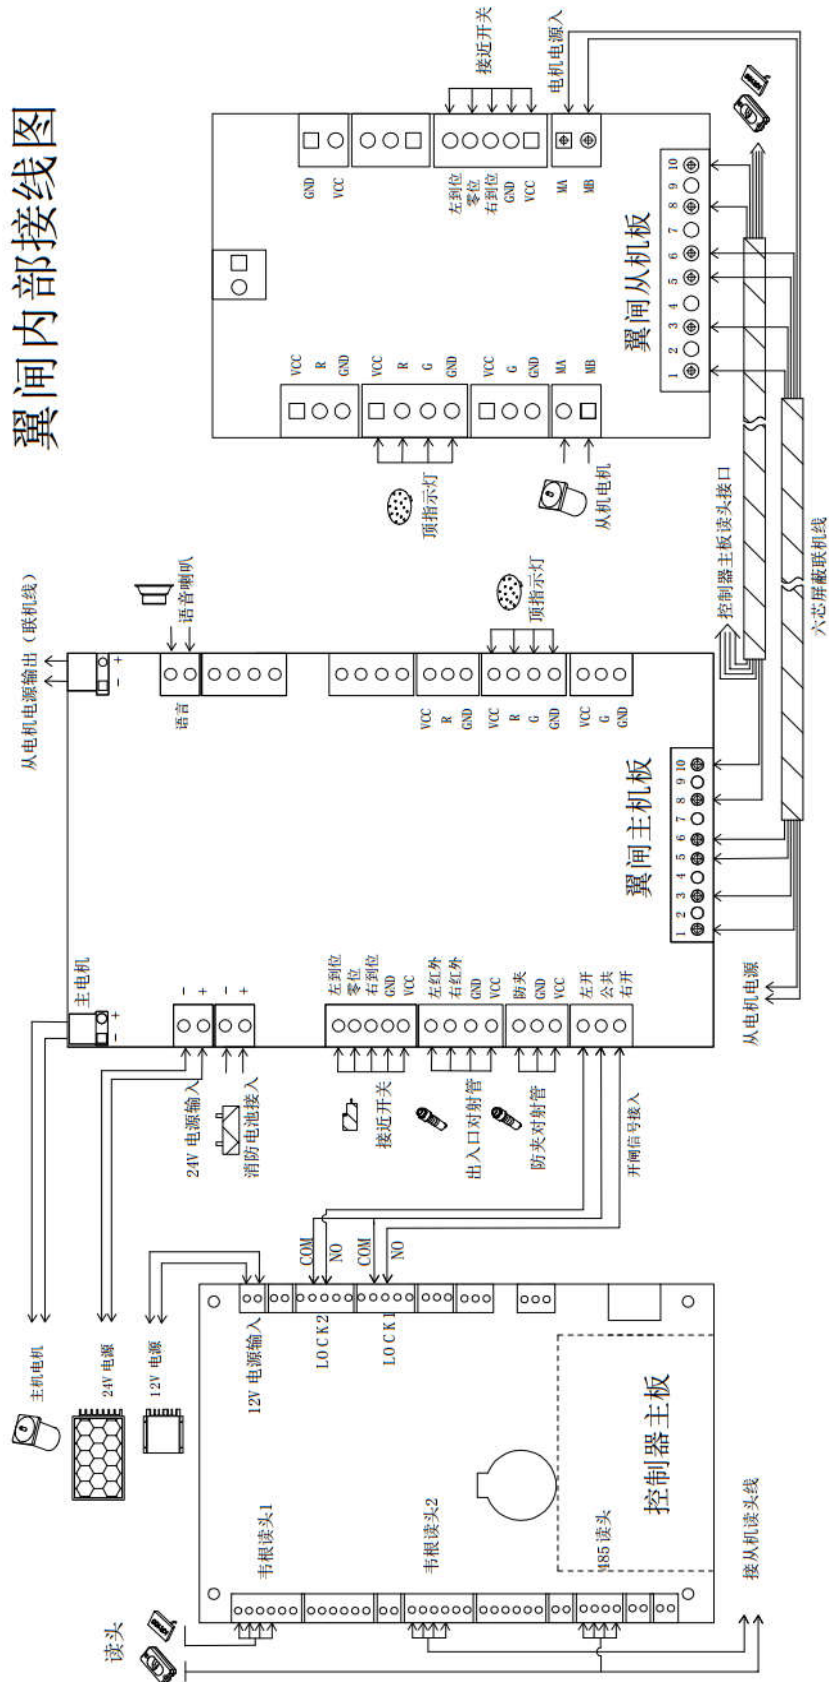 翼闸内部接线图
主机电机
24V 电源
12V 电源
读头
韦根读头1
韦根读头2
485读头
控制器主板
接从机读头线
12V 电源输入
LOCK2
LOCK1
COM
NO
COM
NO
从电机电源输出（联机线）
- +
主电机
- +
24V 电源输入
- +
消防电池接入
- +
接近开关
左到位
零位
右到位
GND
VCC
出入口对射管
左红外
右红外
GND
VCC
防夹对射管
防夹
GND
VCC
开闸信号接入
左开
公共
右开
语言
语音喇叭
VCC
R
GND
VCC
R
G
GND
顶指示灯
VCC
G
GND
翼闸主机板
1 2 3 4 5 6 7 8 9 10
从电机电源
控制器主板读头接口
六芯屏蔽联机线
VCC
R
GND
VCC
R
G
GND
顶指示灯
VCC
G
GND
MA
MB
从机电机
GND
VCC
左到位
零位
右到位
GND
VCC
接近开关
MA
MB
电机电源入
翼闸从机板
1 2 3 4 5 6 7 8 9 10